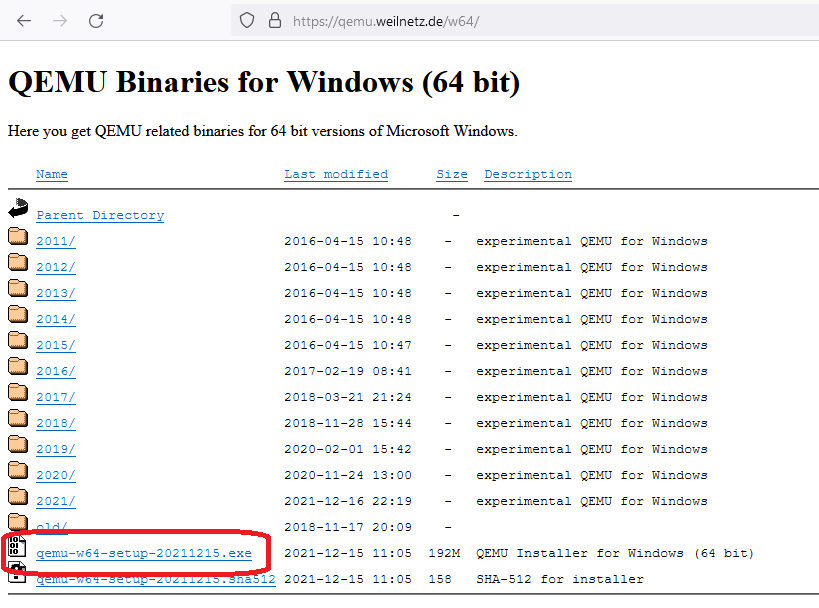 https://qemu.weilnetz.de/w64/
QEMU Binaries for Windows (64 bit)
Here you get QEMU related binaries for 64 bit versions of Microsoft Windows.
Name Last modified Size Description
Parent Directory -
2011/ 2016-04-15 10:48 - experimental QEMU for Windows
2012/ 2016-04-15 10:48 - experimental QEMU for Windows
2013/ 2016-04-15 10:48 - experimental QEMU for Windows
2014/ 2016-04-15 10:48 - experimental QEMU for Windows
2015/ 2016-04-15 10:47 - experimental QEMU for Windows
2016/ 2017-02-19 08:41 - experimental QEMU for Windows
2017/ 2018-03-21 21:24 - experimental QEMU for Windows
2018/ 2018-11-28 15:44 - experimental QEMU for Windows
2019/ 2020-02-01 15:42 - experimental QEMU for Windows
2020/ 2020-11-24 13:00 - experimental QEMU for Windows
2021/ 2021-12-16 22:19 - experimental QEMU for Windows
old/ 2018-11-17 20:09 -
qemu-w64-setup-20211215.exe 2021-12-15 11:05 192M QEMU Installer for Windows (64 bit)
qemu-w64-setup-20211215.sha512 2021-12-15 11:05 158 SHA-512 for installer